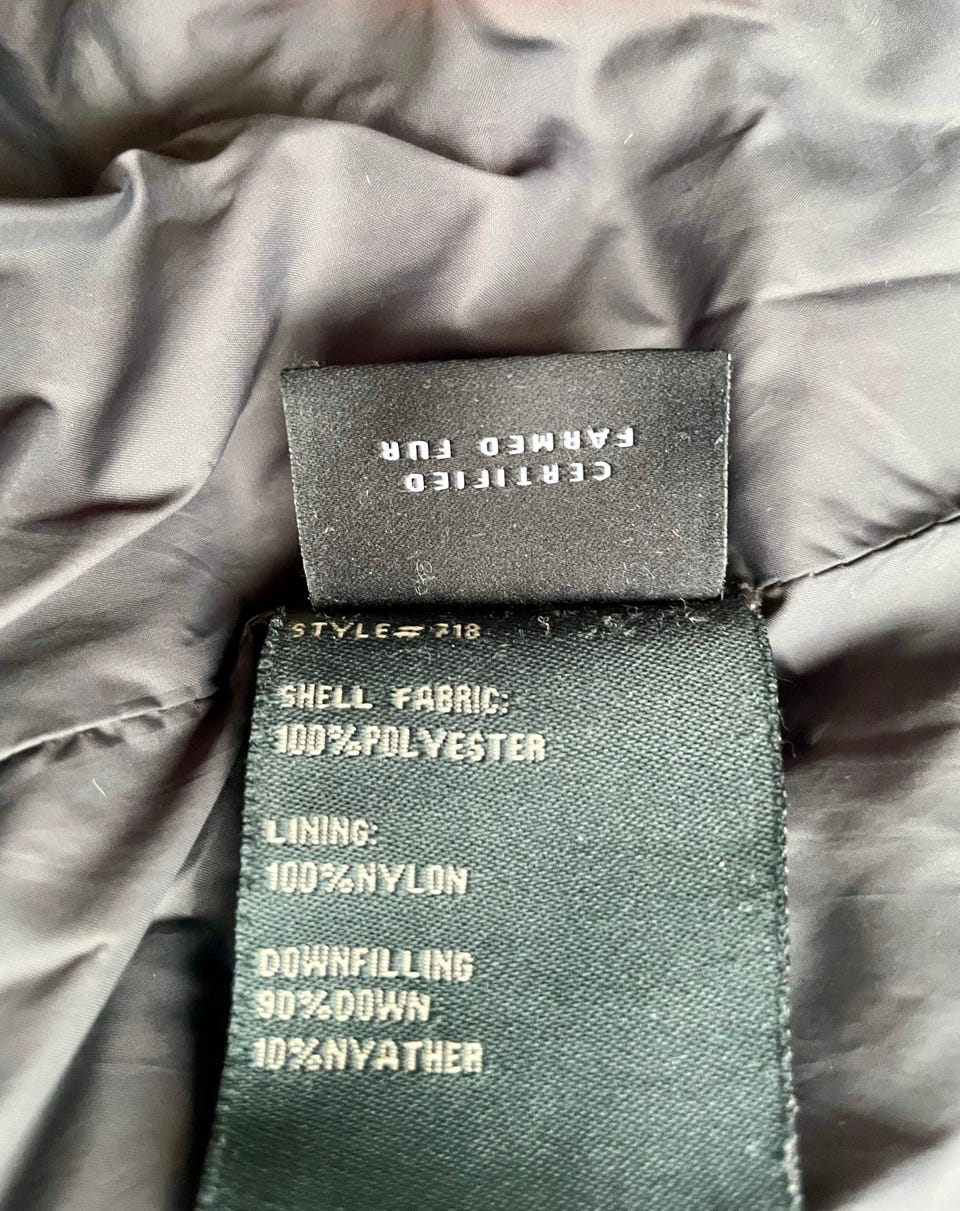 CERTIFIED
FARMED FUR
STYLE# 718
SHELL FABRIC:
100%POLYESTER
LINING:
100%NYLON
DOWNFILLING
90%DOWN
10%NYATHER